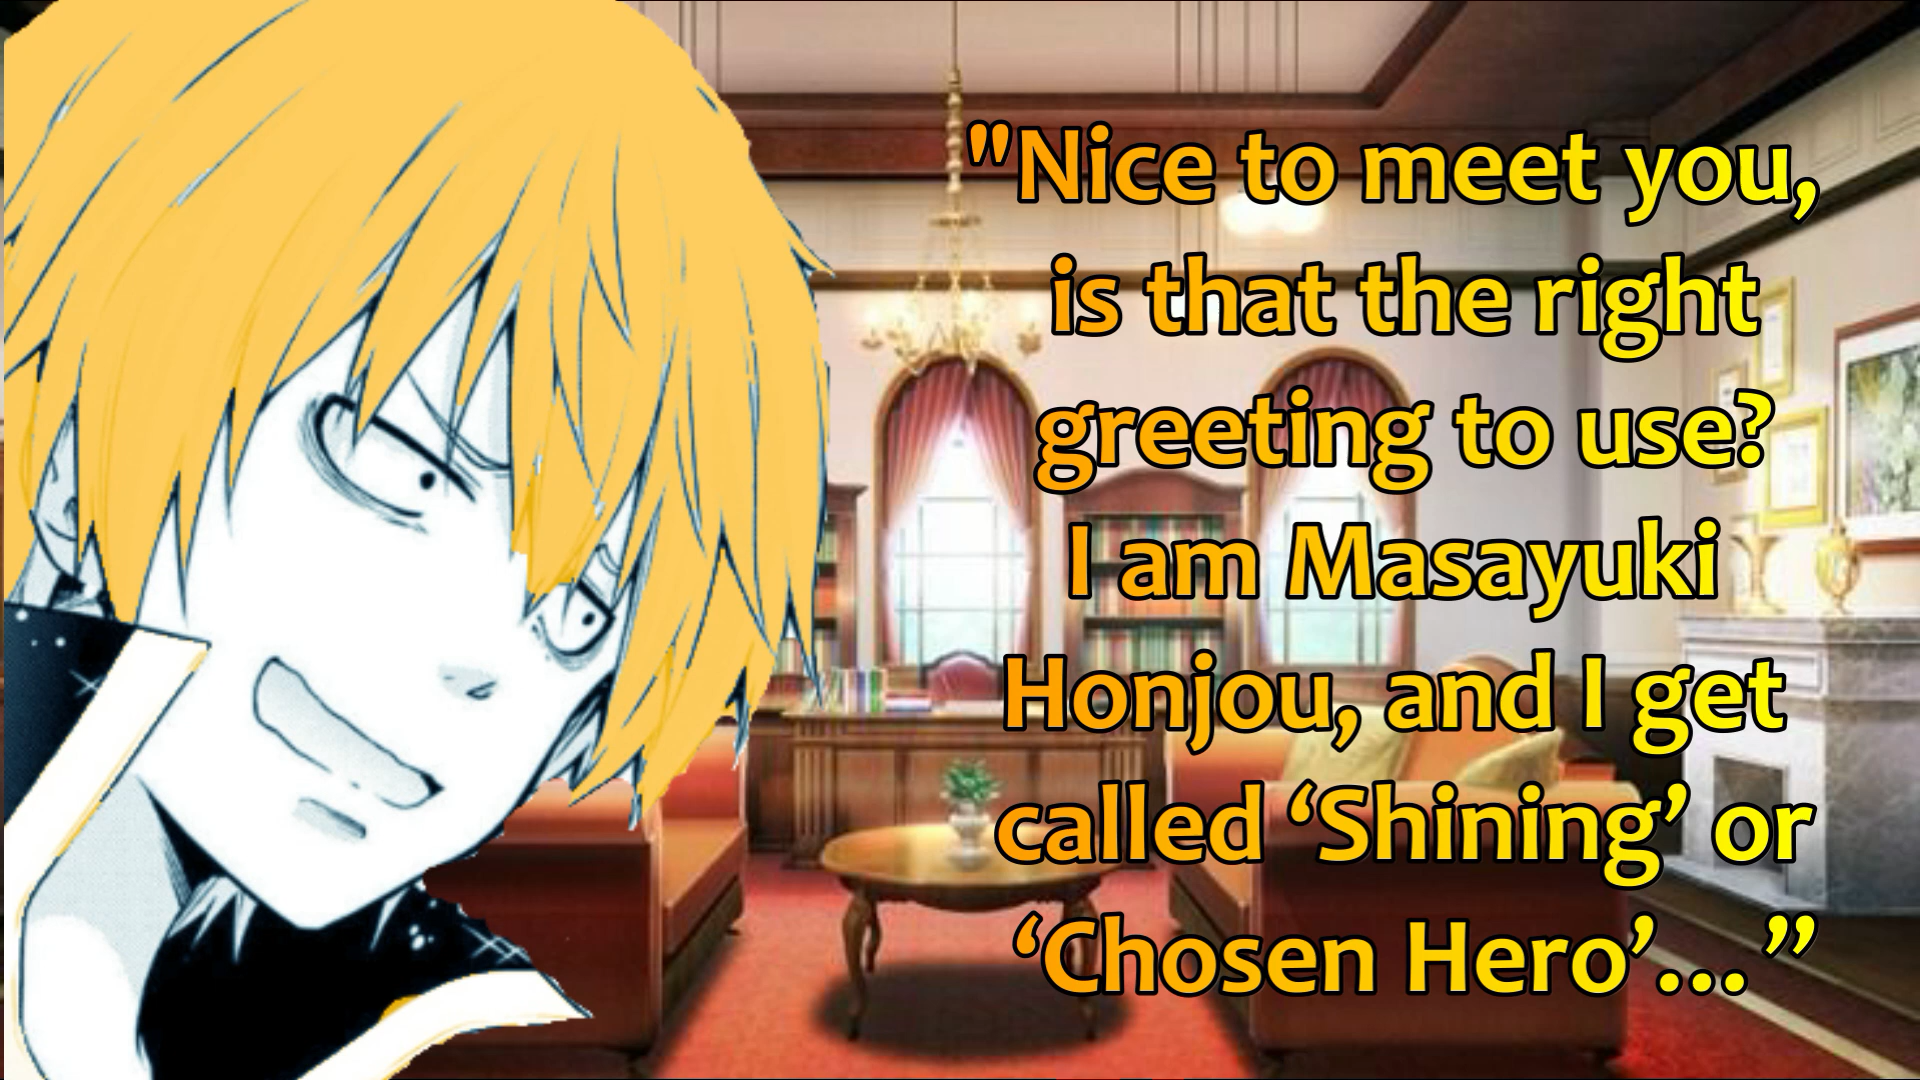 "Nice to meet you,
is that the right
greeting to use?
I am Masayuki
Honjou, and I get
called ‘Shining’ or
‘Chosen Hero’...”